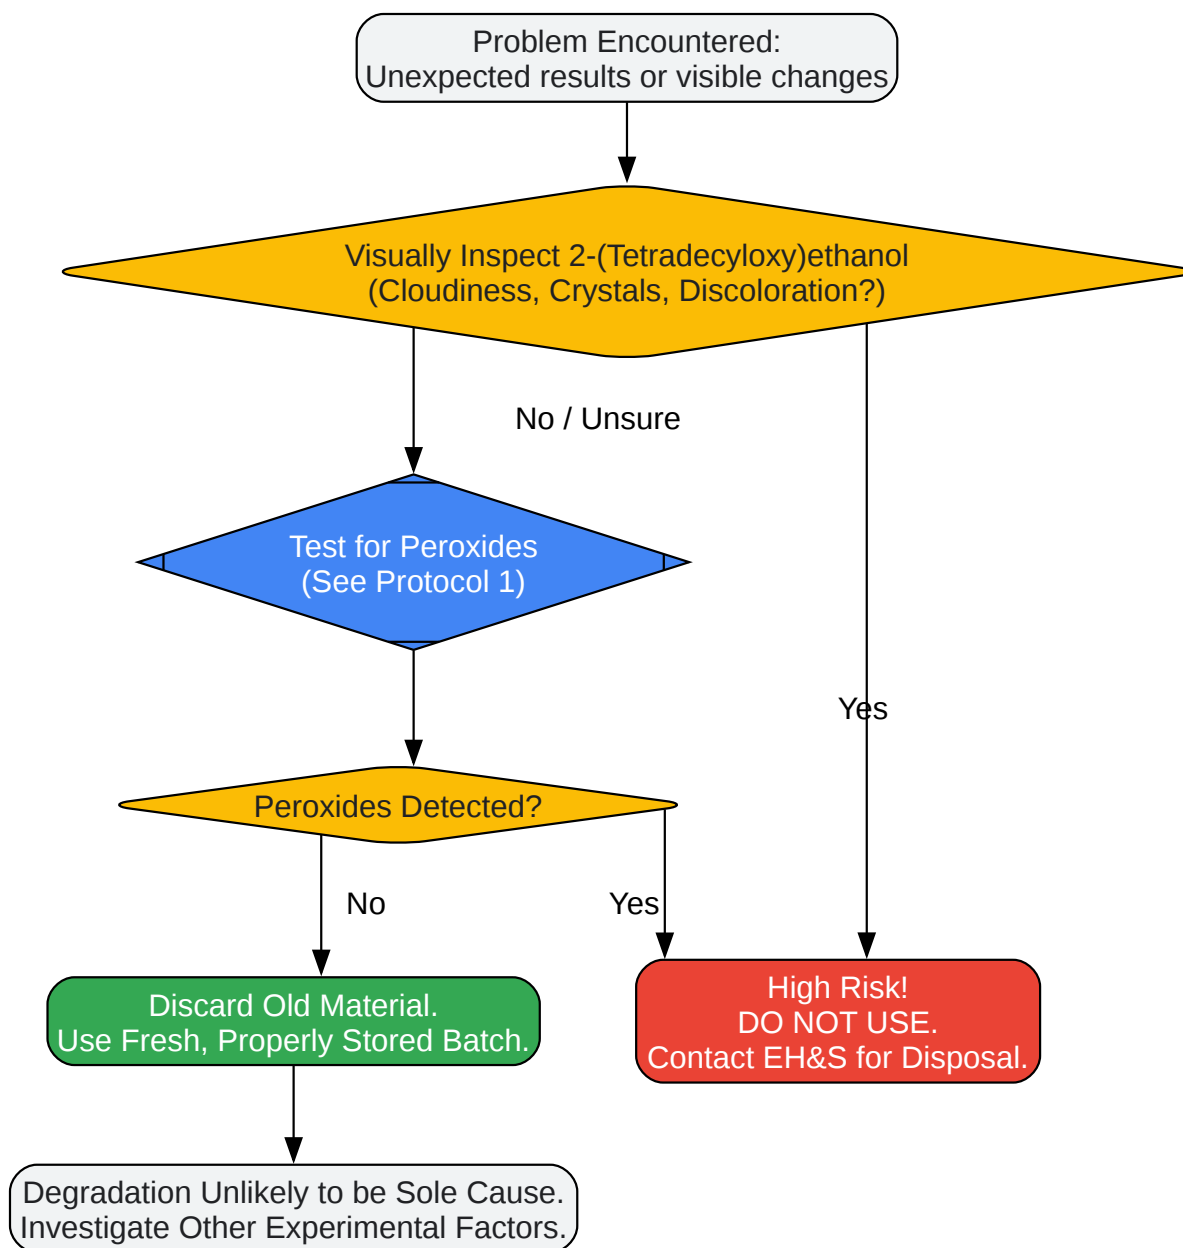 Problem Encountered:
Unexpected results or visible changes
Visually Inspect 2-(Tetradecyloxy)ethanol
(Cloudiness, Crystals, Discoloration?)
No / Unsure
Test for Peroxides
(See Protocol 1)
Yes
Peroxides Detected?
No
Yes
Discard Old Material.
Use Fresh, Properly Stored Batch.
High Risk!
DO NOT USE.
Contact EH&S for Disposal.
Degradation Unlikely to be Sole Cause.
Investigate Other Experimental Factors.